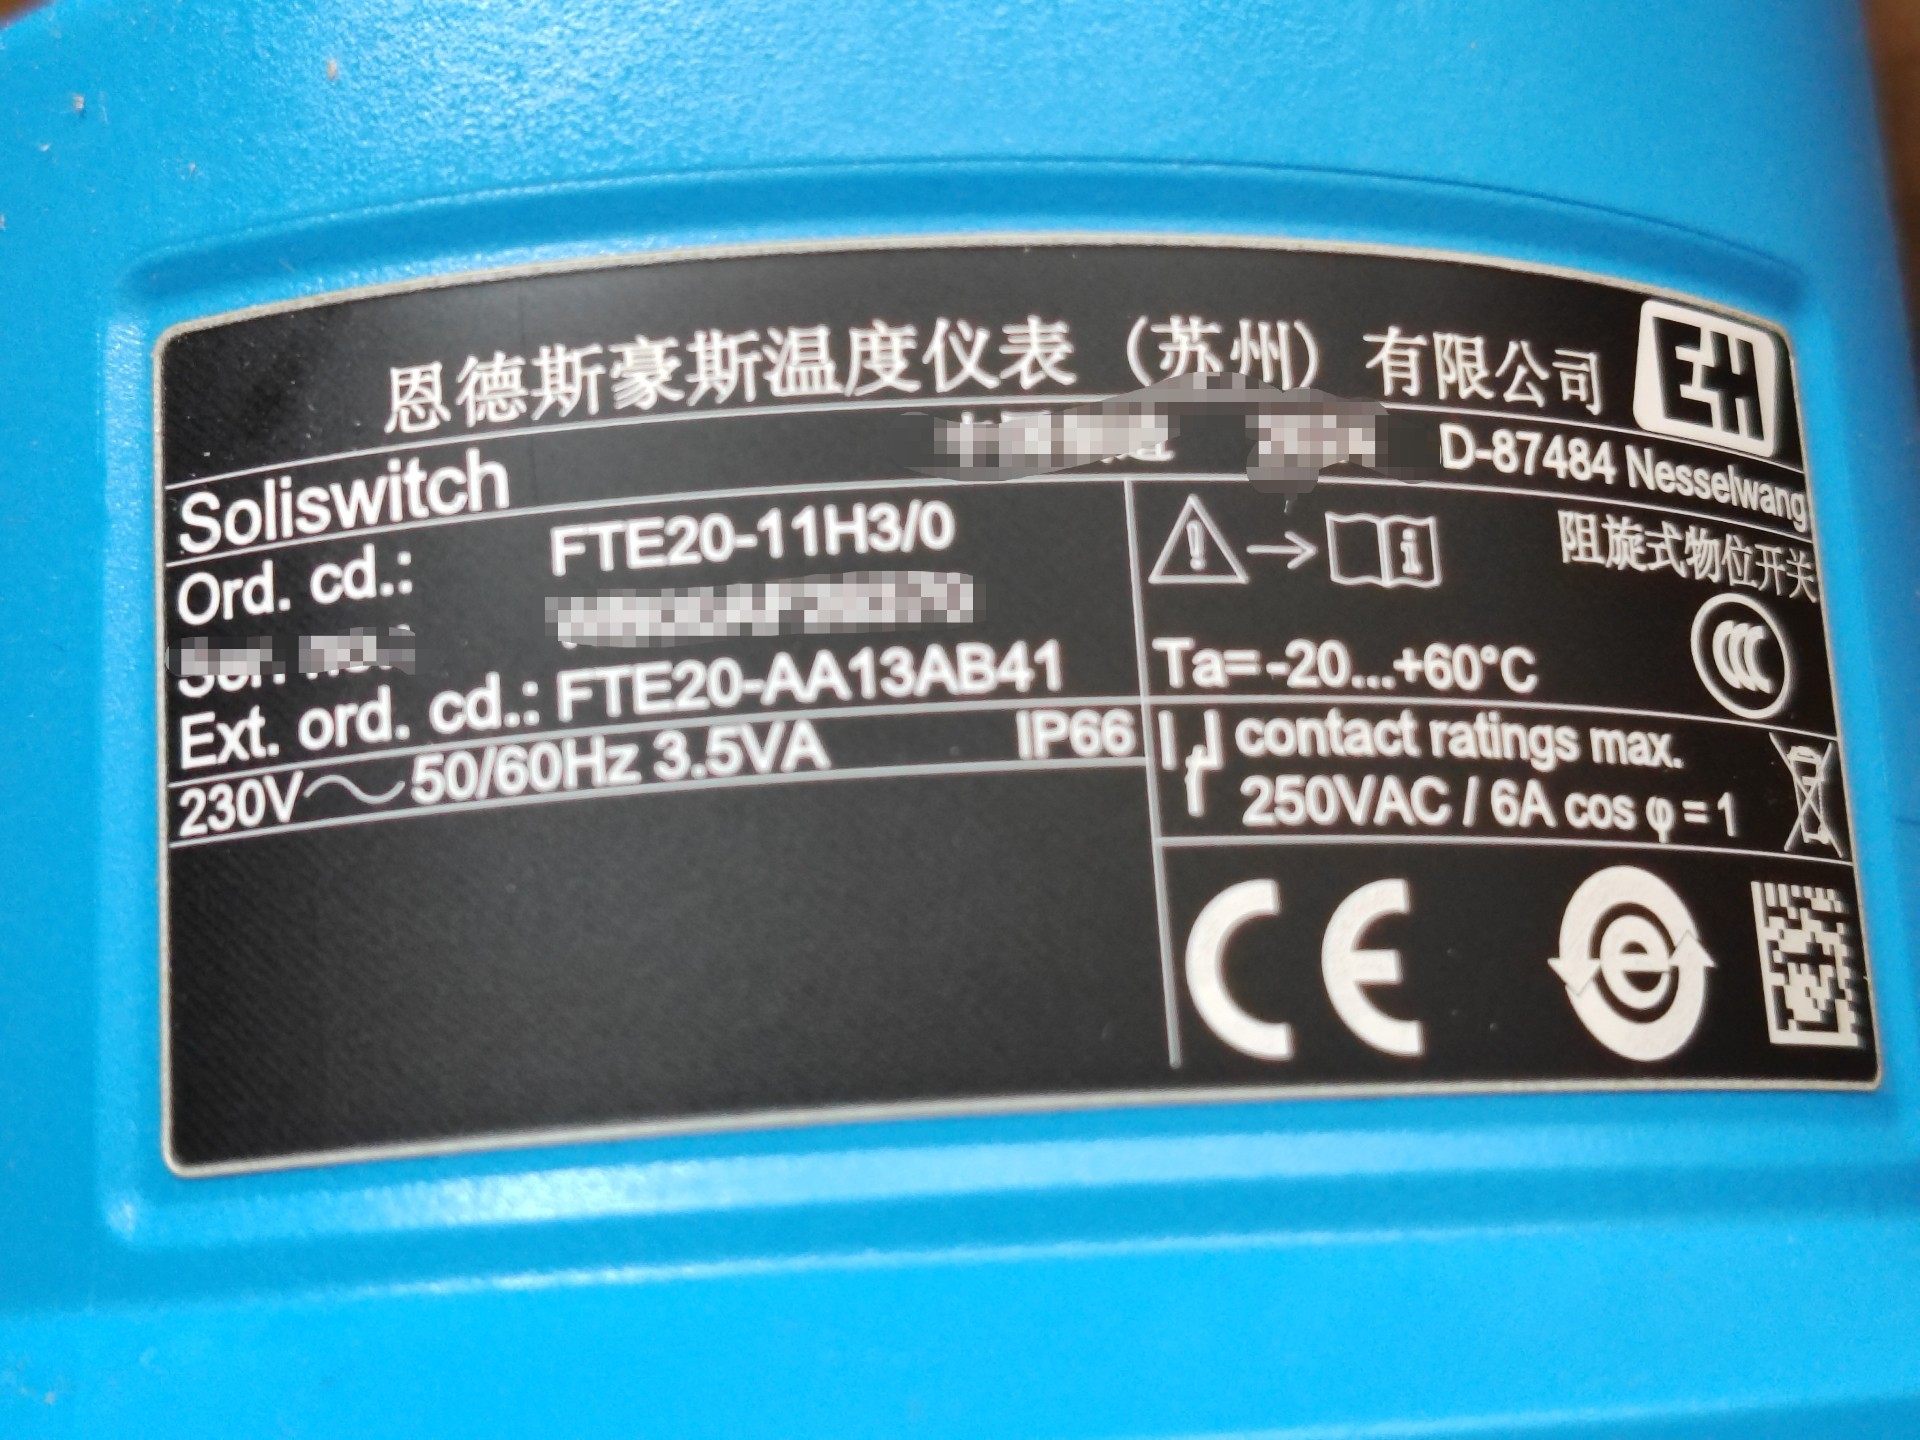 恩德斯豪斯温度仪表（苏州）有限公司
EH
D-87484 Nesselwang
Soliswitch
Ord. cd.: FTE20-11H3/0
Ext. ord. cd.: FTE20-AA13AB41
230V～50/60Hz 3.5VA IP66
阻旋式物位开关
Ta=-20...+60°C
CCC
contact ratings max.
250VAC / 6A cos φ = 1
CE
e